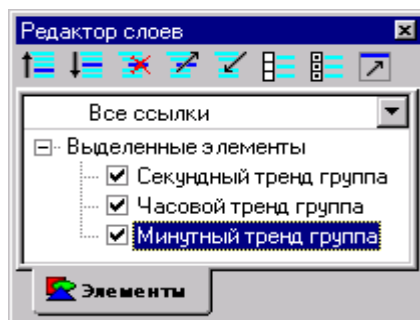 Редактор слоев
Все ссылки
Выделенные элементы
Секундный тренд группа
Часовой тренд группа
Минутный тренд группа
Элементы